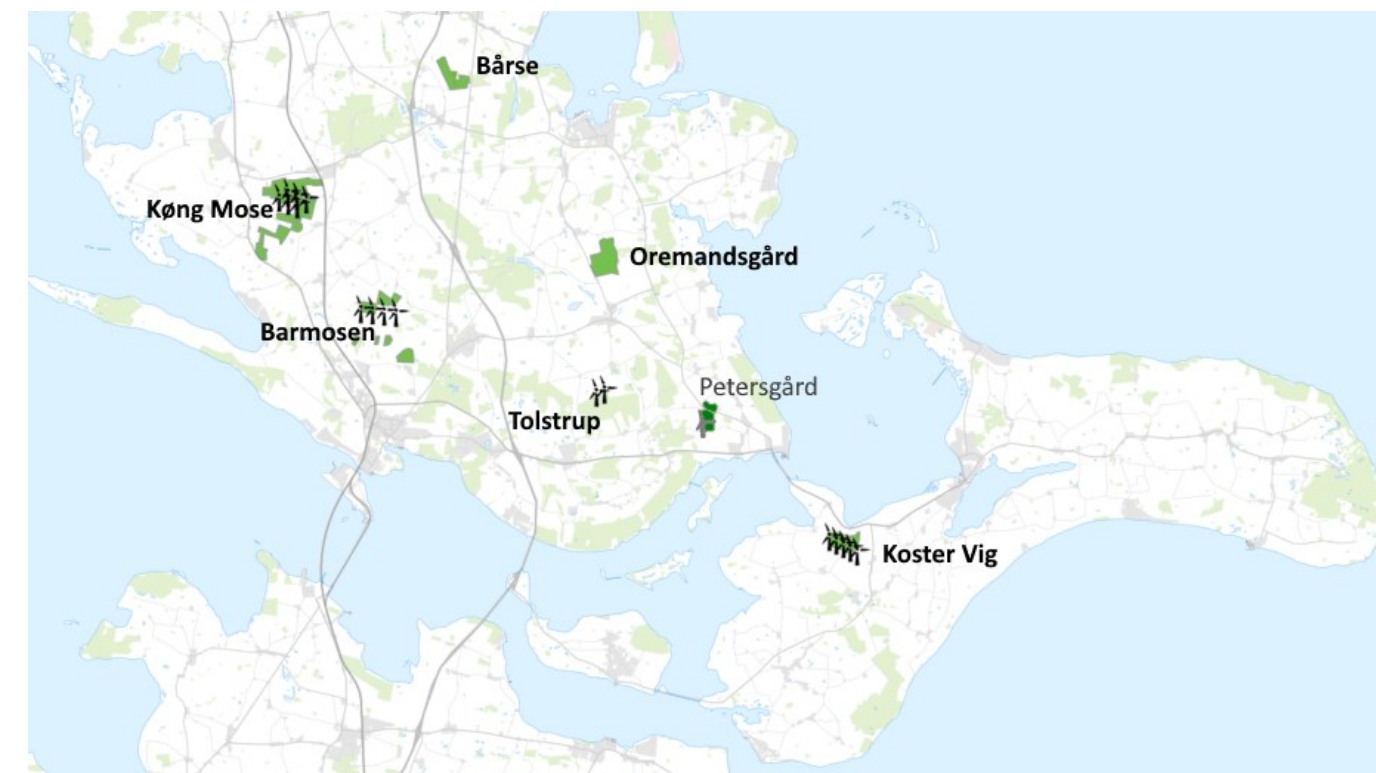 Bårse
Køng Mose
Oremandsgård
Barmosen
Petersgård
Tolstrup
Koster Vig